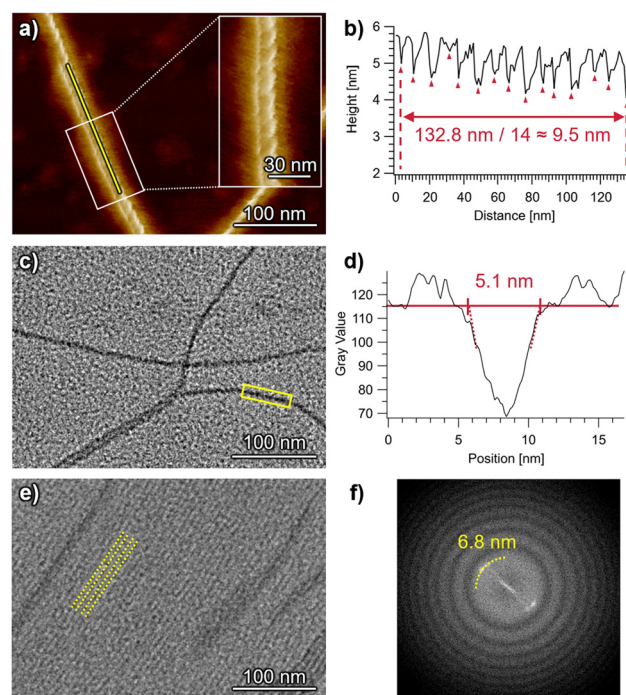 a)
30 nm
100 nm
b)
Height [nm]
6
5
4
3
2
132.8 nm / 14 ≈ 9.5 nm
0 20 40 60 80 100 120
Distance [nm]
c)
100 nm
d)
Gray Value
120
110
100
90
80
70
5.1 nm
0 5 10 15
Position [nm]
e)
100 nm
f)
6.8 nm